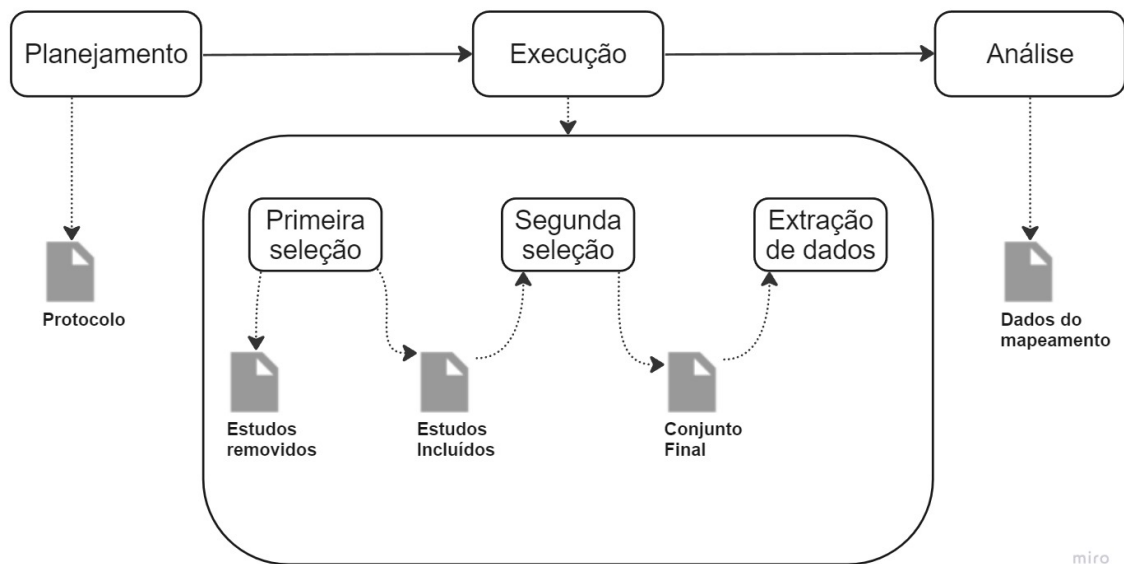 Planejamento
Execução
Análise
Primeira
seleção
Segunda
seleção
Extração
de dados
Protocolo
Dados do
mapeamento
Estudos
removidos
Estudos
Incluídos
Conjunto
Final
miro